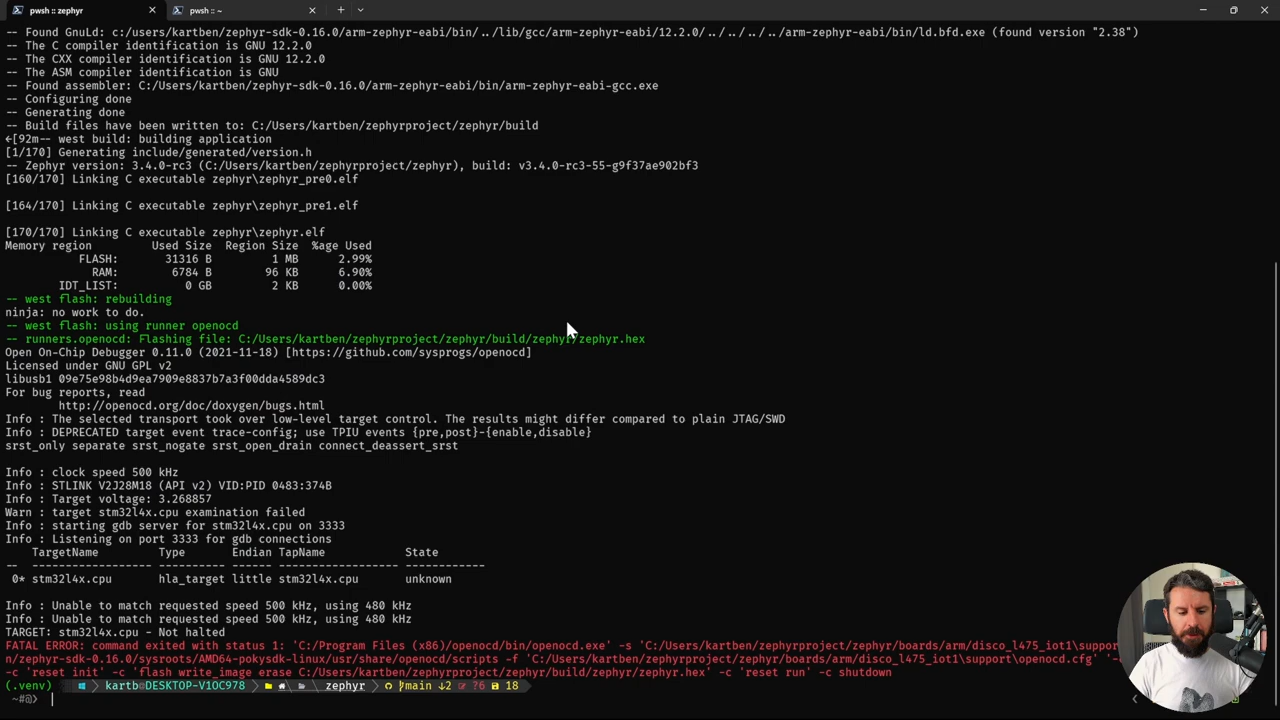 pwsh :: zephyr
pwsh :: ~
-- Found GnuLd: c:/users/kartben/zephyr-sdk-0.16.0/arm-zephyr-eabi/bin/../lib/gcc/arm-zephyr-eabi/12.2.0/../../../../arm-zephyr-eabi/bin/ld.bfd.exe (found version "2.38")
-- The C compiler identification is GNU 12.2.0
-- The CXX compiler identification is GNU 12.2.0
-- The ASM compiler identification is GNU
-- Found assembler: C:/Users/kartben/zephyr-sdk-0.16.0/arm-zephyr-eabi/bin/arm-zephyr-eabi-gcc.exe
-- Configuring done
-- Generating done
-- Build files have been written to: C:/Users/kartben/zephyrproject/zephyr/build
←[92m-- west build: building application
[1/170] Generating include/generated/version.h
-- Zephyr version: 3.4.0-rc3 (C:/Users/kartben/zephyrproject/zephyr), build: v3.4.0-rc3-55-g9f37ae902bf3
[160/170] Linking C executable zephyr\zephyr_pre0.elf
[164/170] Linking C executable zephyr\zephyr_pre1.elf
[170/170] Linking C executable zephyr\zephyr.elf
Memory region Used Size Region Size %age Used
FLASH: 31316 B 1 MB 2.99%
RAM: 6784 B 96 KB 6.90%
IDT_LIST: 0 GB 2 KB 0.00%
-- west flash: rebuilding
ninja: no work to do.
-- west flash: using runner openocd
-- runners.openocd: Flashing file: C:/Users/kartben/zephyrproject/zephyr/build/zephyr/zephyr.hex
Open On-Chip Debugger 0.11.0 (2021-11-18) [https://github.com/sysprogs/openocd]
Licensed under GNU GPL v2
libusb1 09e75e98b4d9ea7909e8837b7a3f00dda4589dc3
For bug reports, read
http://openocd.org/doc/doxygen/bugs.html
Info : The selected transport took over low-level target control. The results might differ compared to plain JTAG/SWD
Info : DEPRECATED target event trace-config; use TPIU events {pre,post}-{enable,disable}
srst_only separate srst_nogate srst_open_drain connect_deassert_srst
Info : clock speed 500 kHz
Info : STLINK V2J28M18 (API v2) VID:PID 0483:374B
Info : Target voltage: 3.268857
Warn : target stm32l4x.cpu examination failed
Info : starting gdb server for stm32l4x.cpu on 3333
Info : Listening on port 3333 for gdb connections
TargetName Type Endian TapName State
-- ------------------ ---------- ------ ------------------ ------------
0* stm32l4x.cpu hla_target little stm32l4x.cpu unknown
Info : Unable to match requested speed 500 kHz, using 480 kHz
Info : Unable to match requested speed 500 kHz, using 480 kHz
TARGET: stm32l4x.cpu - Not halted
FATAL ERROR: command exited with status 1: 'C:/Program Files (x86)/openocd/bin/openocd.exe' -s 'C:/Users/kartben/zephyrproject/zephyr/boards/arm/disco_l475_iot1\suppor
n/zephyr-sdk-0.16.0/sysroots/AMD64-pokysdk-linux/usr/share/openocd/scripts -f 'C:/Users/kartben/zephyrproject/zephyr/boards/arm/disco_l475_iot1\support\openocd.cfg' '-
-c 'reset init' -c 'flash write_image erase C:/Users/kartben/zephyrproject/zephyr/build/zephyr/zephyr.hex' -c 'reset run' -c shutdown
(.venv) kartb@DESKTOP-V1OC978 zephyr main ↓2 ?6 18
~#@>